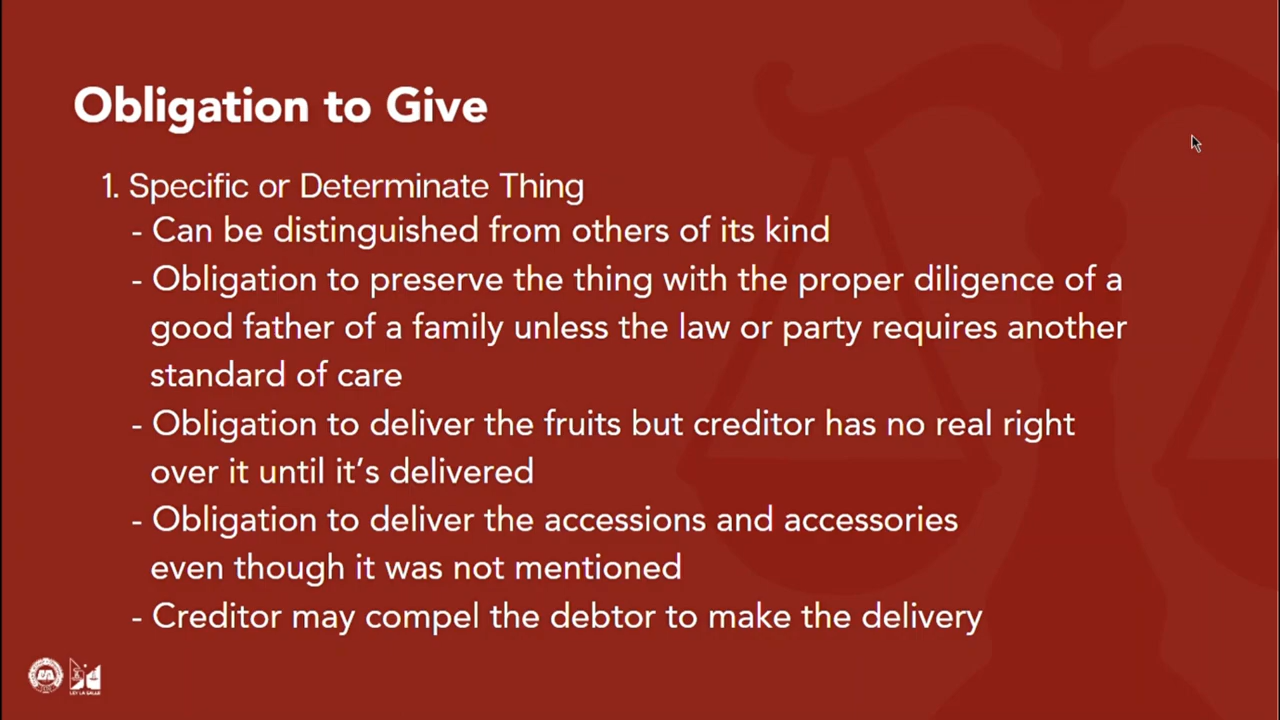 Obligation to Give
1. Specific or Determinate Thing
- Can be distinguished from others of its kind
- Obligation to preserve the thing with the proper diligence of a
good father of a family unless the law or party requires another
standard of care
- Obligation to deliver the fruits but creditor has no real right
over it until it's delivered
- Obligation to deliver the accessions and accessories
even though it was not mentioned
- Creditor may compel the debtor to make the delivery
LEY LA SALLE